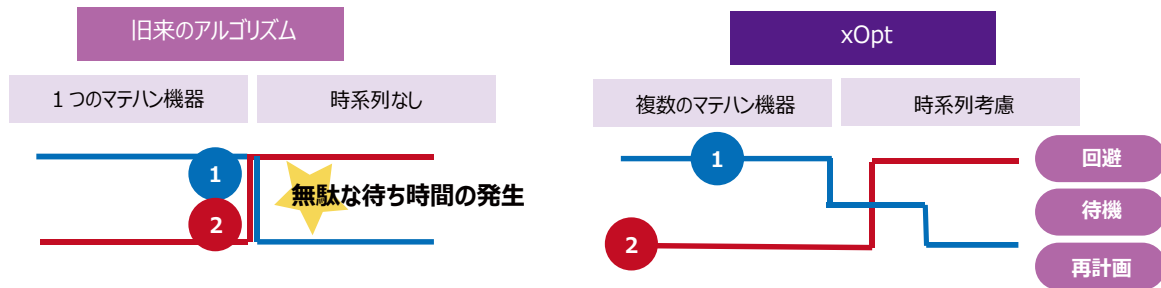 旧来のアルゴリズム
１つのマテハン機器
時系列なし
1
2
無駄な待ち時間の発生
xOpt
複数のマテハン機器
時系列考慮
1
2
回避
待機
再計画